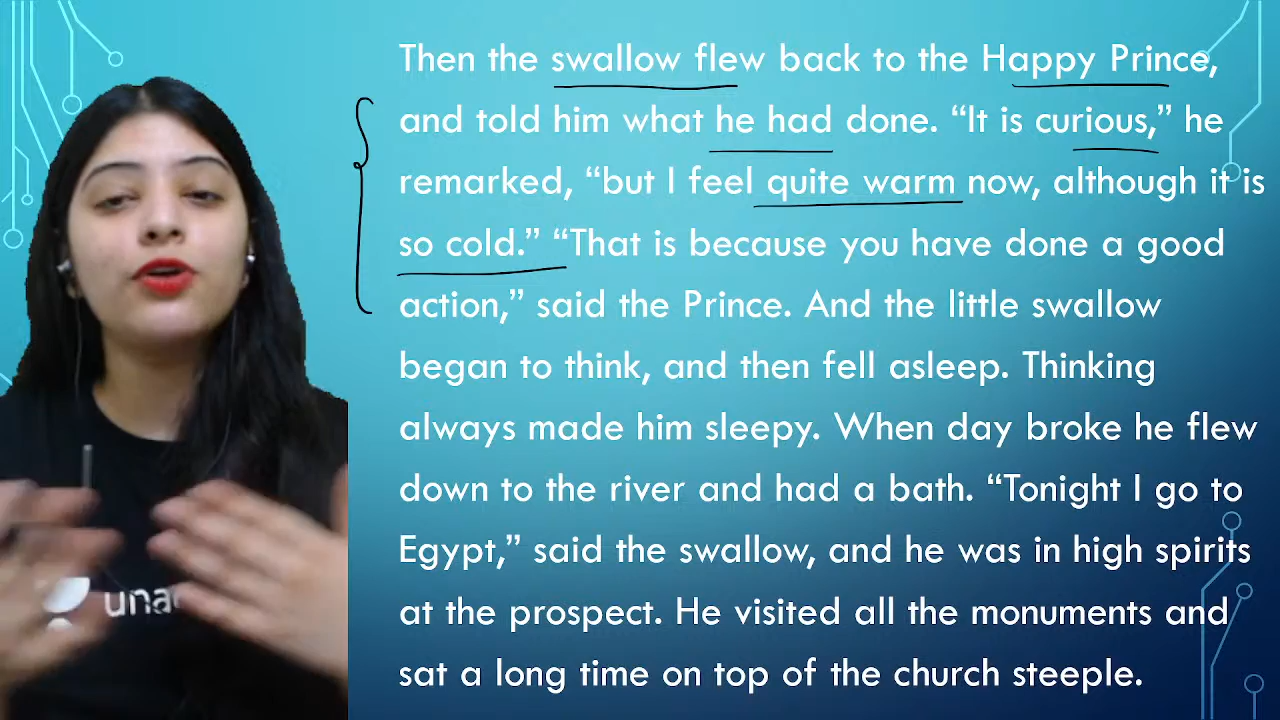 Then the swallow flew back to the Happy Prince,
and told him what he had done. “It is curious,” he
remarked, “but I feel quite warm now, although it is
so cold.” “That is because you have done a good
action,” said the Prince. And the little swallow
began to think, and then fell asleep. Thinking
always made him sleepy. When day broke he flew
down to the river and had a bath. “Tonight I go to
Egypt,” said the swallow, and he was in high spirits
at the prospect. He visited all the monuments and
sat a long time on top of the church steeple.